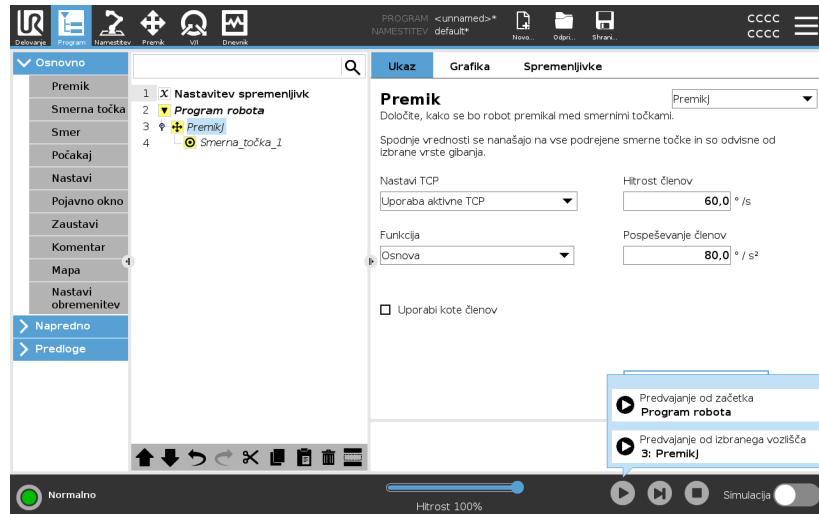 UR
Delovanje
Program
Namestitev
Premik
V/I
Dnevnik
PROGRAM <unnamed>*
NAMESTITEV default*
Novo...
Odpri...
Shrani...
cccc
cccc
Osnovno
Premik
Smerna točka
Smer
Počakaj
Nastavi
Pojavno okno
Zaustavi
Komentar
Mapa
Nastavi
obremenitev
Napredno
Predloge
1 X Nastavitev spremenljivk
2 Program robota
3 PremikJ
4 Smerna_točka_1
Ukaz Grafika Spremenljivke
Premik
PremikJ
Določite, kako se bo robot premikal med smernimi točkami.
Spodnje vrednosti se nanašajo na vse podrejene smerne točke in so odvisne od
izbrane vrste gibanja.
Nastavi TCP
Hitrost členov
Uporaba aktivne TCP
60,0 ° /s
Funkcija
Pospeševanje členov
Osnova
80,0 ° / s²
Uporabi kote členov
Predvajanje od začetka
Program robota
Predvajanje od izbranega vozlišča
3: PremikJ
Normalno
Hitrost 100%
Simulacija